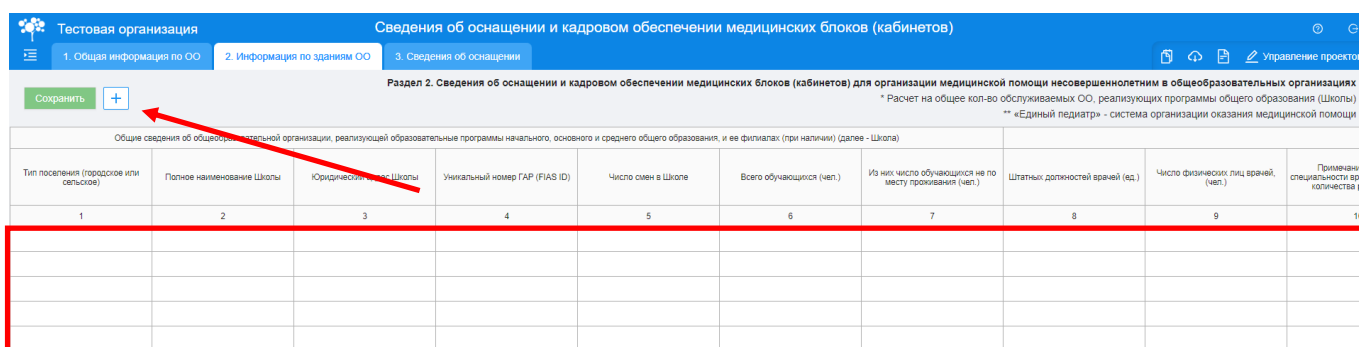 Тестовая организация
Сведения об оснащении и кадровом обеспечении медицинских блоков (кабинетов)
1. Общая информация по ОО
2. Информация по зданиям ОО
3. Сведения об оснащении
Управление проектом
Раздел 2. Сведения об оснащении и кадровом обеспечении медицинских блоков (кабинетов) для организации медицинской помощи несовершеннолетним в общеобразовательных организациях
* Расчет на общее кол-во обслуживаемых ОО, реализующих программы общего образования (Школы)
** «Единый педиатр» - система организации оказания медицинской помощи
Сохранить +
Общие сведения об общеобразовательной организации, реализующей образовательные программы начального, основного и среднего общего образования, и ее филиалах (при наличии) (далее - Школа)
Тип поселения (городское или сельское)
Полное наименование Школы
Юридический адрес Школы
Уникальный номер ГАР (FIAS ID)
Число смен в Школе
Всего обучающихся (чел.)
Из них число обучающихся не по месту проживания (чел.)
Штатных должностей врачей (ед.)
Число физических лиц врачей, (чел.)
Примечани
специальности вр
количества р
1 2 3 4 5 6 7 8 9 1